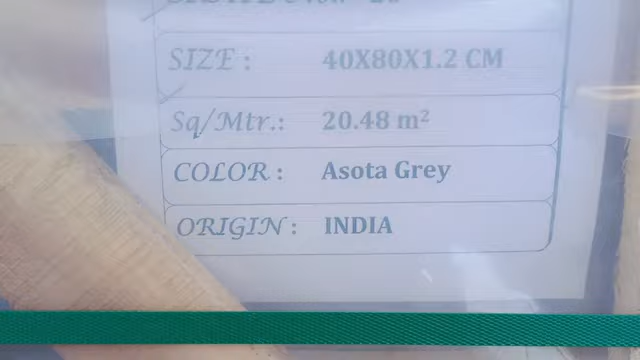 SIZE : 40X80X1.2 CM
Sq/Mtr.: 20.48 m²
COLOR : Asota Grey
ORIGIN : INDIA